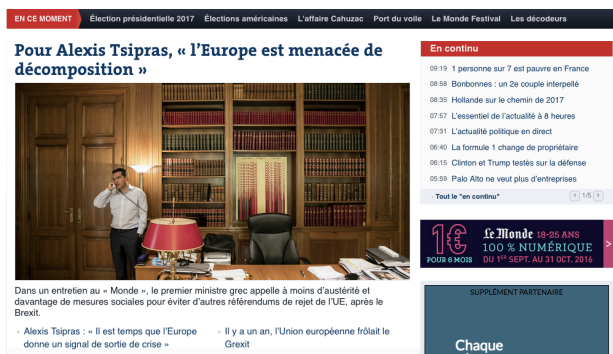 EN CE MOMENT Élection présidentielle 2017 Élections américaines L'affaire Cahuzac Port du voile Le Monde Festival Les décodeurs
Pour Alexis Tsipras, « l'Europe est menacée de
décomposition »
Dans un entretien au « Monde », le premier ministre grec appelle à moins d'austérité et
davantage de mesures sociales pour éviter d'autres référendums de rejet de l'UE, après le
Brexit.
Alexis Tsipras : « Il est temps que l'Europe
donne un signal de sortie de crise »
Il y a un an, l'Union européenne frôlait le
Grexit
En continu
09:19 1 personne sur 7 est pauvre en France
08:58 Bonbonnes : un 2e couple interpellé
08:35 Hollande sur le chemin de 2017
07:57 L'essentiel de l'actualité à 8 heures
07:31 L'actualité politique en direct
06:40 La formule 1 change de propriétaire
06:15 Clinton et Trump testés sur la défense
05:59 Palo Alto ne veut plus d'entreprises
Tout le "en continu" 1/5
1€ POUR 6 MOIS
Le Monde 18-25 ANS
100 % NUMÉRIQUE
DU 1ER SEPT. AU 31 OCT. 2016
SUPPLÉMENT PARTENAIRE
Chaque